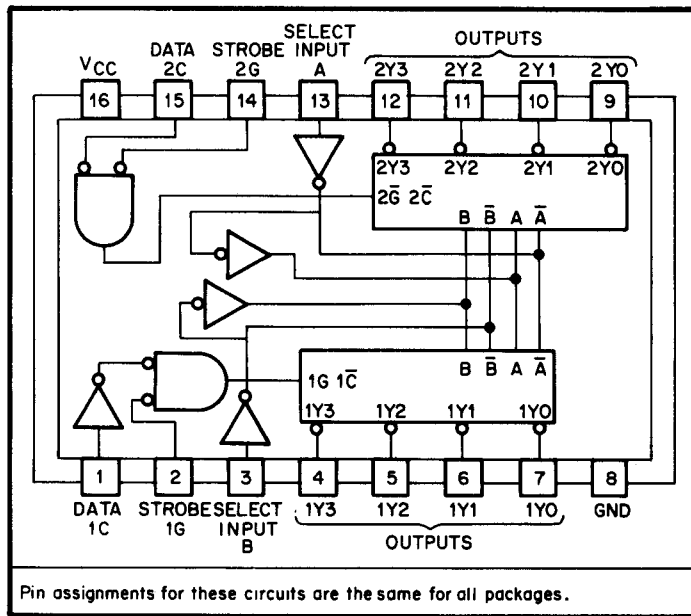 SELECT
DATA STROBE INPUT OUTPUTS
VCC 2C 2G A 2Y3 2Y2 2Y1 2Y0
16 15 14 13 12 11 10 9
2Y3 2Y2 2Y1 2Y0
2G̅ 2C̅
B B̅ A A̅
B B̅ A A̅
1G 1C̅
1Y3 1Y2 1Y1 1Y0
1 2 3 4 5 6 7 8
DATA STROBE SELECT 1Y3 1Y2 1Y1 1Y0 GND
1C 1G INPUT OUTPUTS
B
Pin assignments for these circuits are the same for all packages.